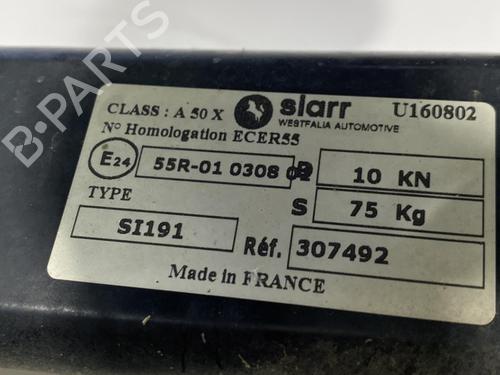 CLASS : A 50 X siarr U160802
WESTFALIA AUTOMOTIVE
N° Homologation ECER55
E24 55R-01 0308 D 10 KN
TYPE S 75 Kg
SI191 Réf. 307492
Made in FRANCE
B-PARTS